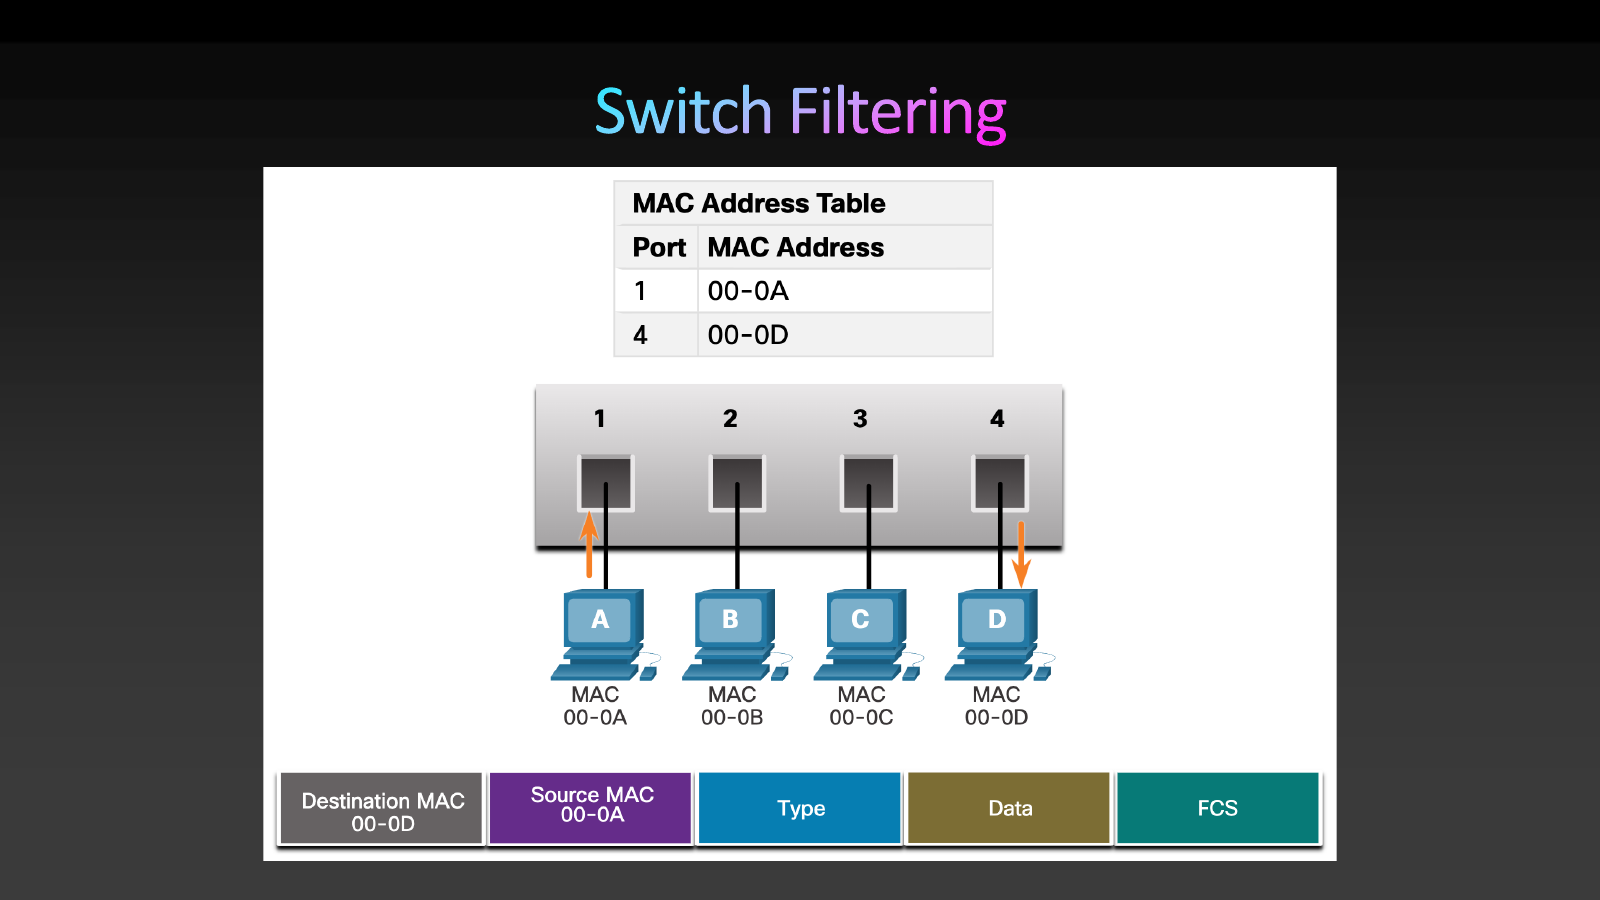 Switch Filtering
MAC Address Table
Port MAC Address
1 00-0A
4 00-0D
1 2 3 4
A B C D
MAC MAC MAC MAC
00-0A 00-0B 00-0C 00-0D
Destination MAC
00-0D
Source MAC
00-0A
Type
Data
FCS